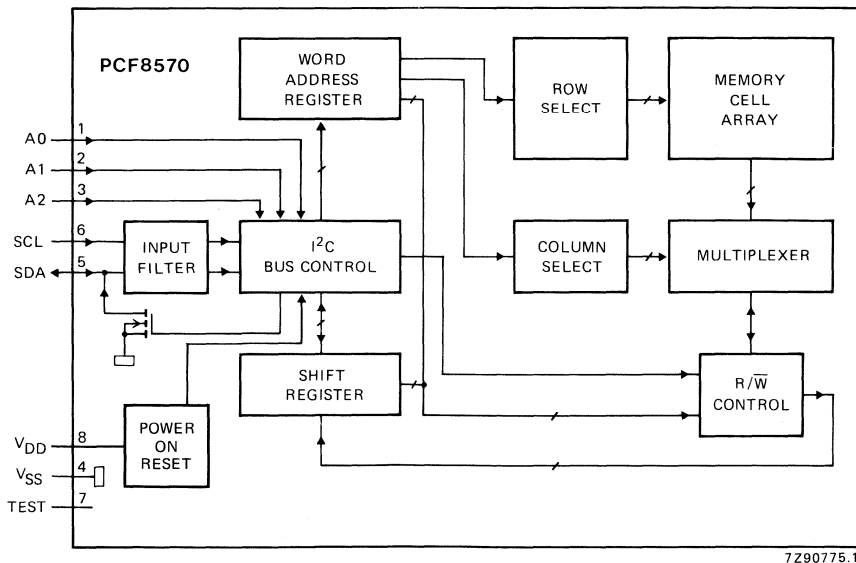 PCF8570
WORD
ADDRESS
REGISTER
ROW
SELECT
MEMORY
CELL
ARRAY
A0 1
A1 2
A2 3
SCL 6
SDA 5
INPUT
FILTER
I²C
BUS CONTROL
COLUMN
SELECT
MULTIPLEXER
SHIFT
REGISTER
R/W̅
CONTROL
POWER
ON
RESET
VDD 8
VSS 4
TEST 7
7Z90775.1